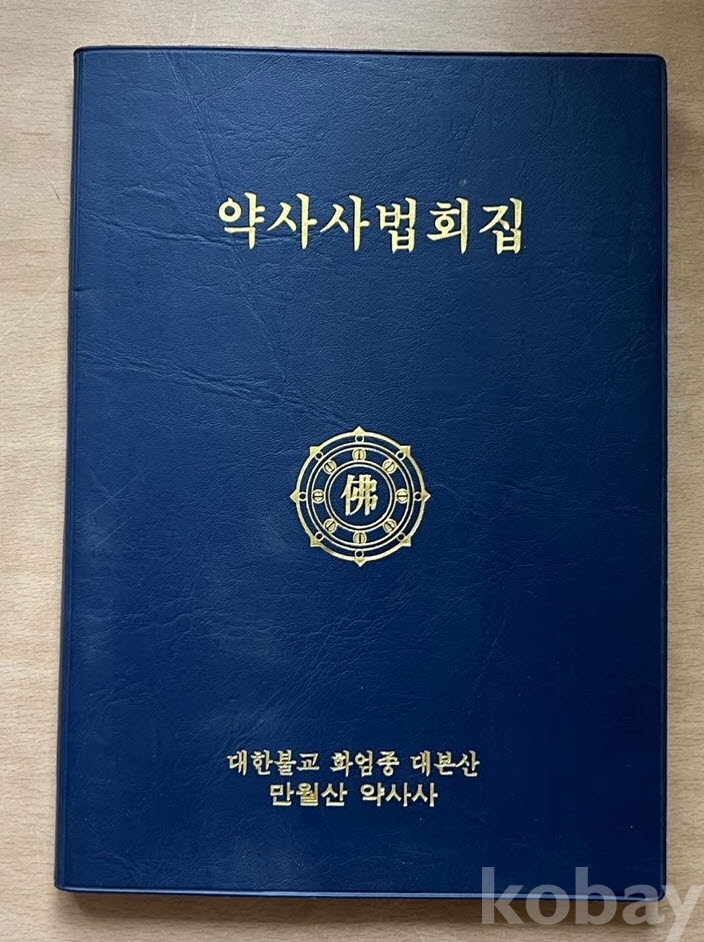 약사사법회집
佛
대한불교 화엄종 대본산
만월산 약사사
kobay